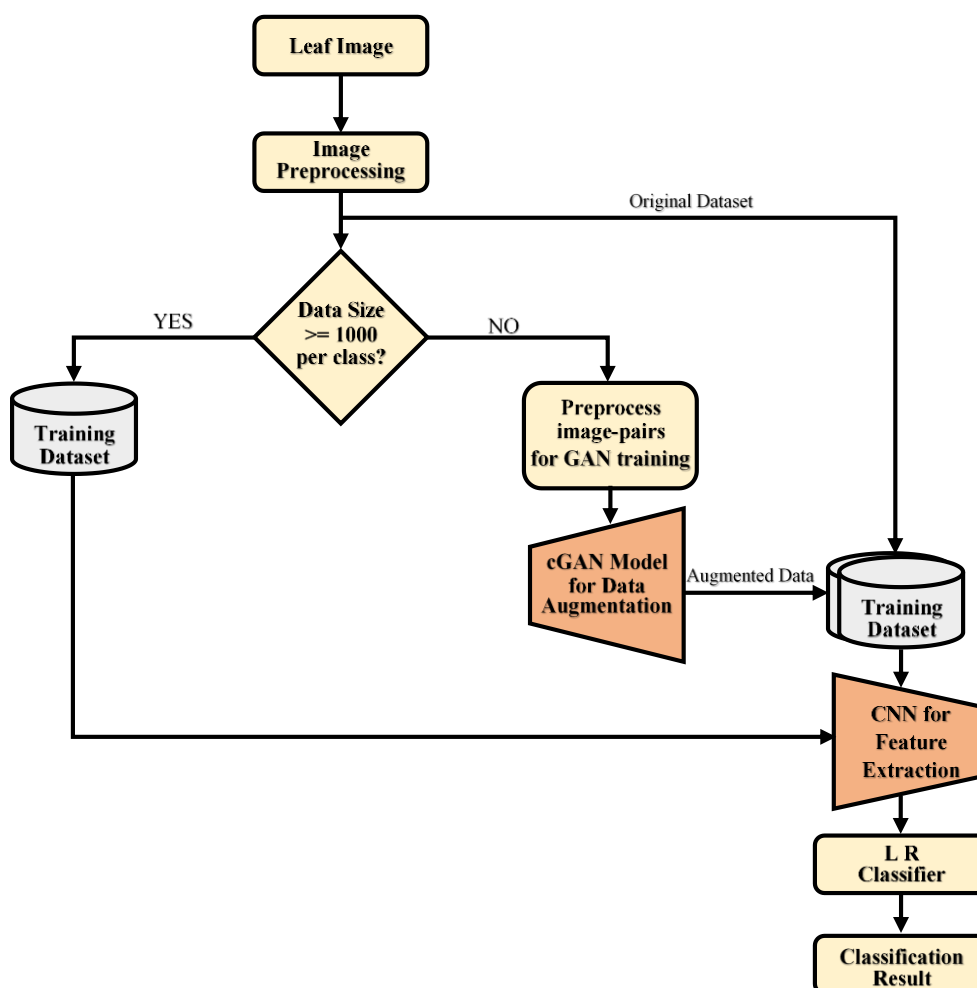 Leaf Image
Image
Preprocessing
Original Dataset
Data Size
>= 1000
per class?
YES
NO
Training
Dataset
Preprocess
image-pairs
for GAN training
cGAN Model
for Data
Augmentation
Augmented Data
Training
Dataset
CNN for
Feature
Extraction
L R
Classifier
Classification
Result